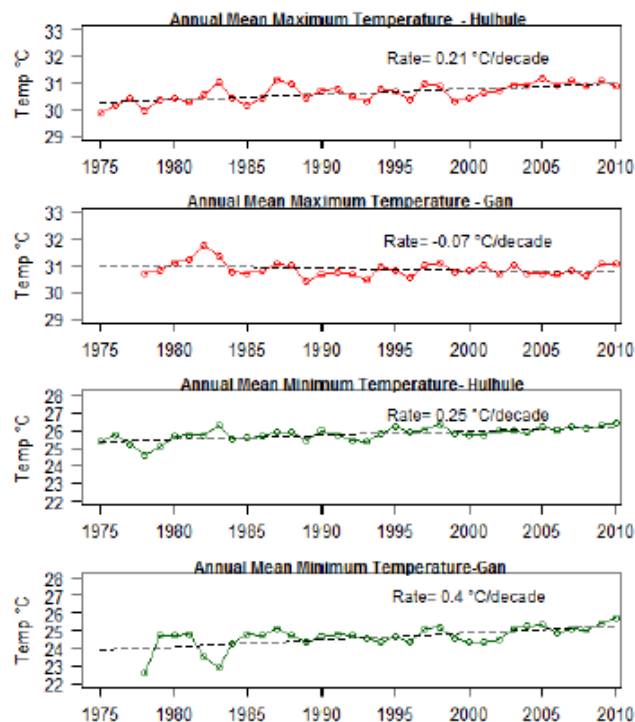 Annual Mean Maximum Temperature - Hulhule
Rate= 0.21 °C/decade
Temp °C
33
32
31
30
29
1975 1980 1985 1990 1995 2000 2005 2010
Annual Mean Maximum Temperature - Gan
Rate= -0.07 °C/decade
Temp °C
33
32
31
30
29
1975 1980 1985 1990 1995 2000 2005 2010
Annual Mean Minimum Temperature- Hulhule
Rate= 0.25 °C/decade
Temp °C
28
27
26
25
24
23
22
1975 1980 1985 1990 1995 2000 2005 2010
Annual Mean Minimum Temperature-Gan
Rate= 0.4 °C/decade
Temp °C
28
27
26
25
24
23
22
1975 1980 1985 1990 1995 2000 2005 2010